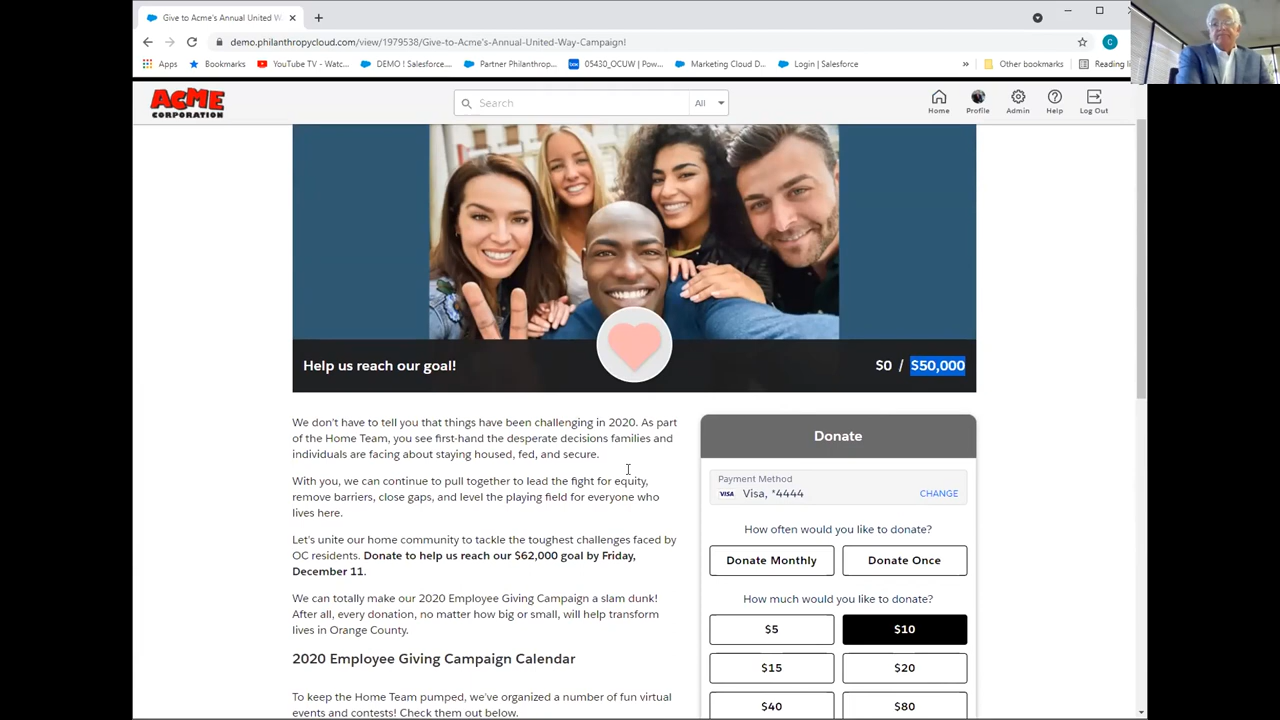 Give to Acme's Annual United W
demo.philanthropycloud.com/view/1979538/Give-to-Acme's-Annual-United-Way-Campaign!
C
Apps Bookmarks YouTube TV - Watc... DEMO ! Salesforce... Partner Philanthrop... box 05430_OCUW | Pow... Marketing Cloud D... Login | Salesforce » Other bookmarks Reading li
ACME
CORPORATION
Search
All
Home
Profile
Admin
Help
Log Out
Help us reach our goal!
$0 / $50,000
We don't have to tell you that things have been challenging in 2020. As part
of the Home Team, you see first-hand the desperate decisions families and
individuals are facing about staying housed, fed, and secure.
With you, we can continue to pull together to lead the fight for equity,
remove barriers, close gaps, and level the playing field for everyone who
lives here.
Let's unite our home community to tackle the toughest challenges faced by
OC residents. Donate to help us reach our $62,000 goal by Friday,
December 11.
We can totally make our 2020 Employee Giving Campaign a slam dunk!
After all, every donation, no matter how big or small, will help transform
lives in Orange County.
2020 Employee Giving Campaign Calendar
To keep the Home Team pumped, we've organized a number of fun virtual
events and contests! Check them out below.
Donate
Payment Method
VISA Visa, *4444 CHANGE
How often would you like to donate?
Donate Monthly Donate Once
How much would you like to donate?
$5 $10
$15 $20
$40 $80